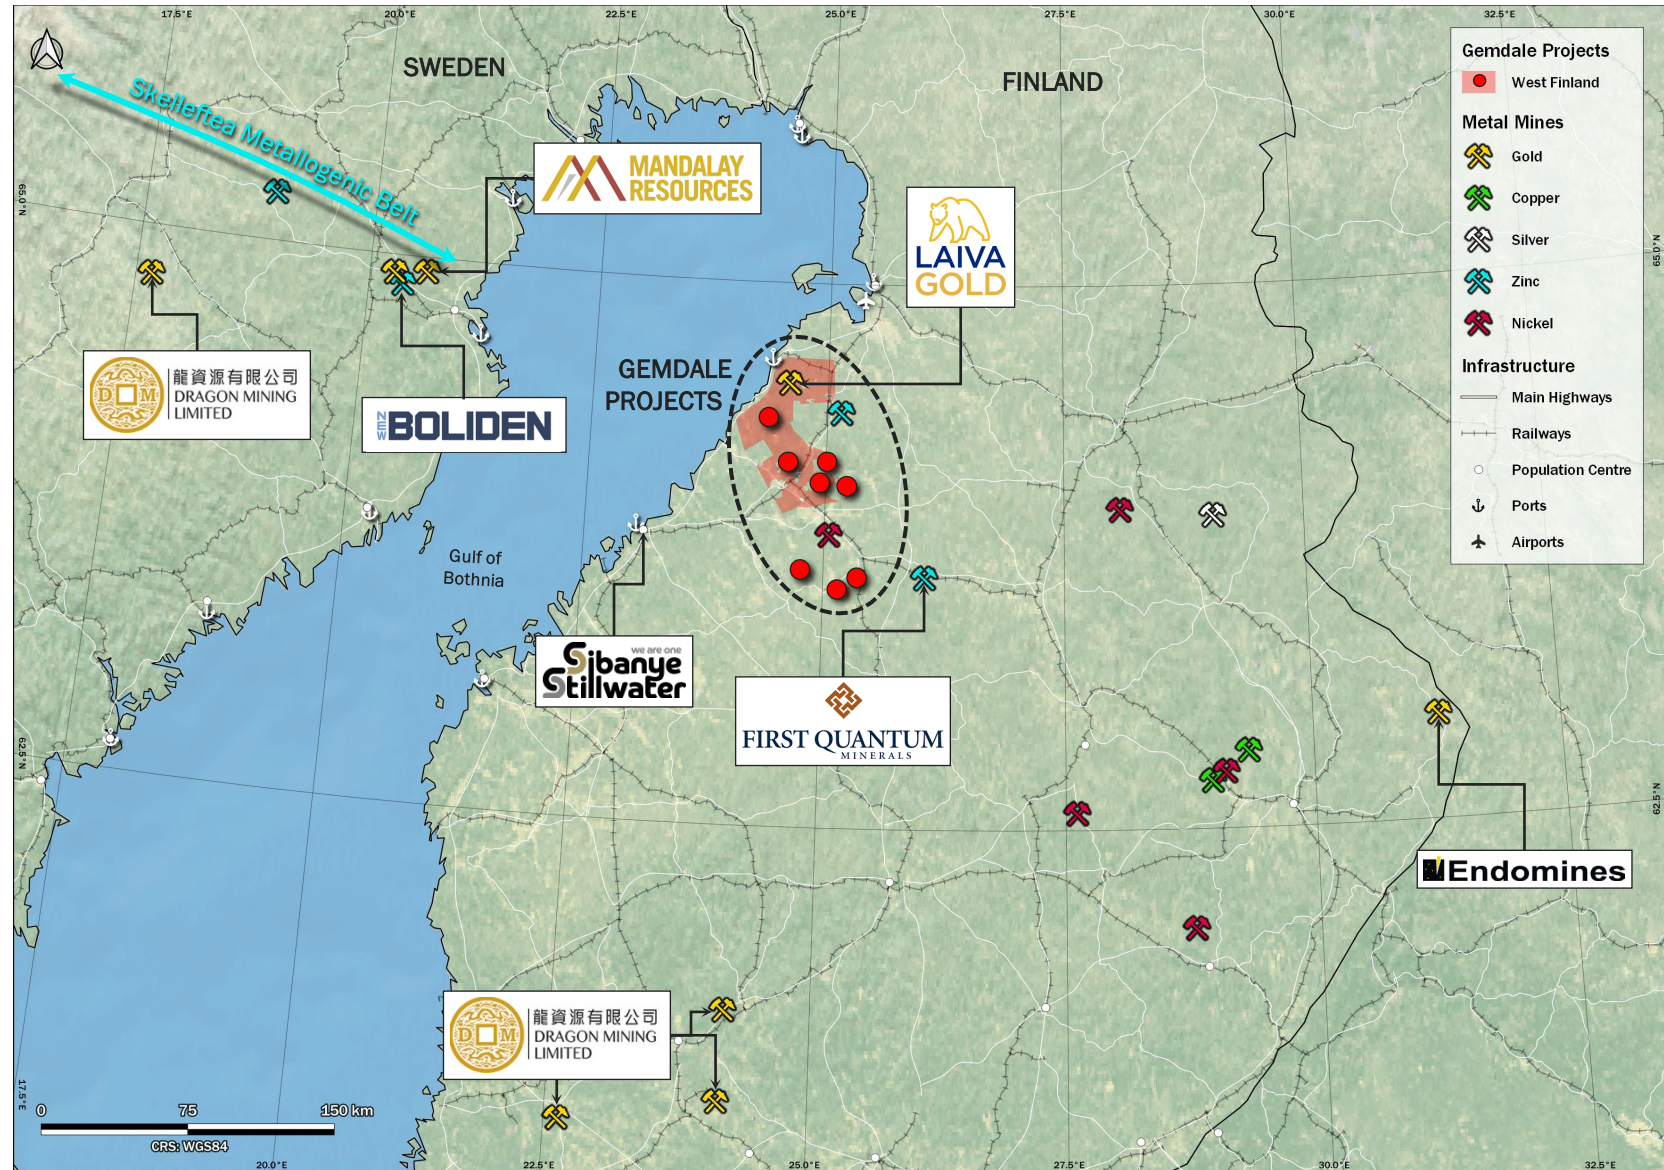 17.5°E
20.0°E
22.5°E
25.0°E
27.5°E
30.0°E
32.5°E
SWEDEN
FINLAND
Skelleftea Metallogenic Belt
MANDALAY
RESOURCES
LAIVA
GOLD
65.0°N
65.0°N
龍資源有限公司
DRAGON MINING
LIMITED
D M
NEW
BOLIDEN
GEMDALE
PROJECTS
Gulf of
Bothnia
we are one
Sibanye
Stillwater
FIRST QUANTUM
MINERALS
62.5°N
62.5°N
Endomines
龍資源有限公司
DRAGON MINING
LIMITED
D M
17.5°E
0 75 150 km
CRS: WGS84
20.0°E
22.5°E
25.0°E
27.5°E
30.0°E
32.5°E
Gemdale Projects
West Finland
Metal Mines
Gold
Copper
Silver
Zinc
Nickel
Infrastructure
Main Highways
Railways
Population Centre
Ports
Airports